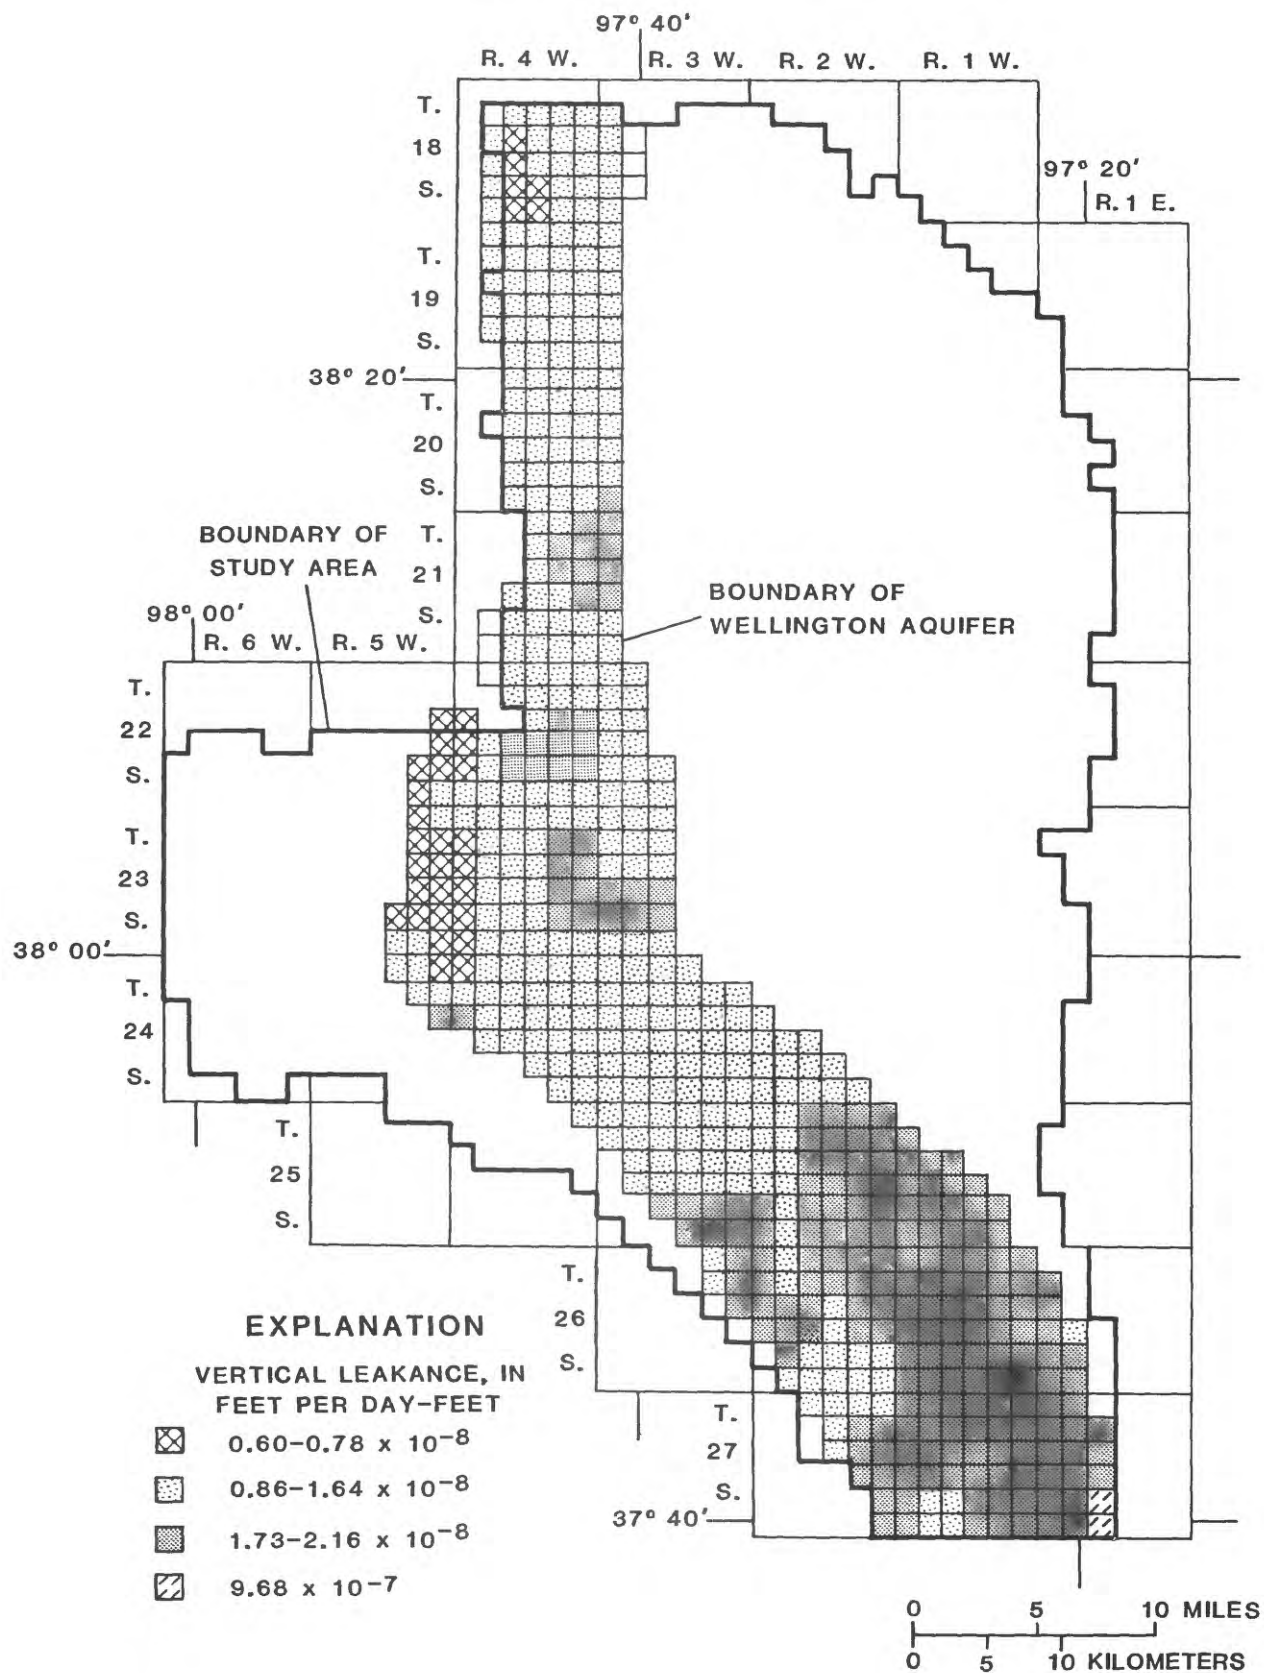 97° 40'
R. 4 W.
R. 3 W.
R. 2 W.
R. 1 W.
T.
18
S.
97° 20'
R. 1 E.
T.
19
S.
38° 20'
T.
20
S.
BOUNDARY OF
STUDY AREA
T.
21
S.
BOUNDARY OF
WELLINGTON AQUIFER
98° 00'
R. 6 W.
R. 5 W.
T.
22
S.
T.
23
S.
38° 00'
T.
24
S.
T.
25
S.
T.
26
S.
EXPLANATION
VERTICAL LEAKANCE, IN
FEET PER DAY-FEET
0.60-0.78 x 10⁻⁸
0.86-1.64 x 10⁻⁸
1.73-2.16 x 10⁻⁸
9.68 x 10⁻⁷
T.
27
S.
37° 40'
0 5 10 MILES
0 5 10 KILOMETERS